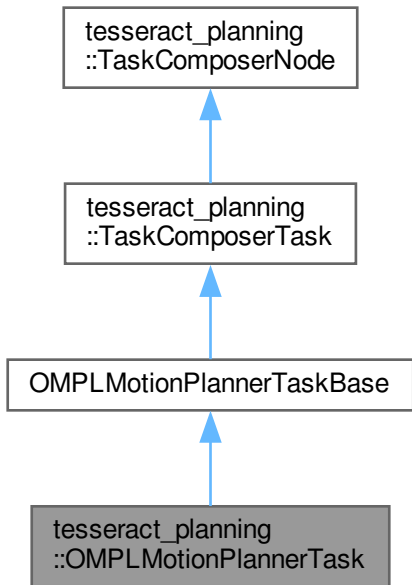 tesseract_planning
::TaskComposerNode
tesseract_planning
::TaskComposerTask
OMPLMotionPlannerTaskBase
tesseract_planning
::OMPLMotionPlannerTask